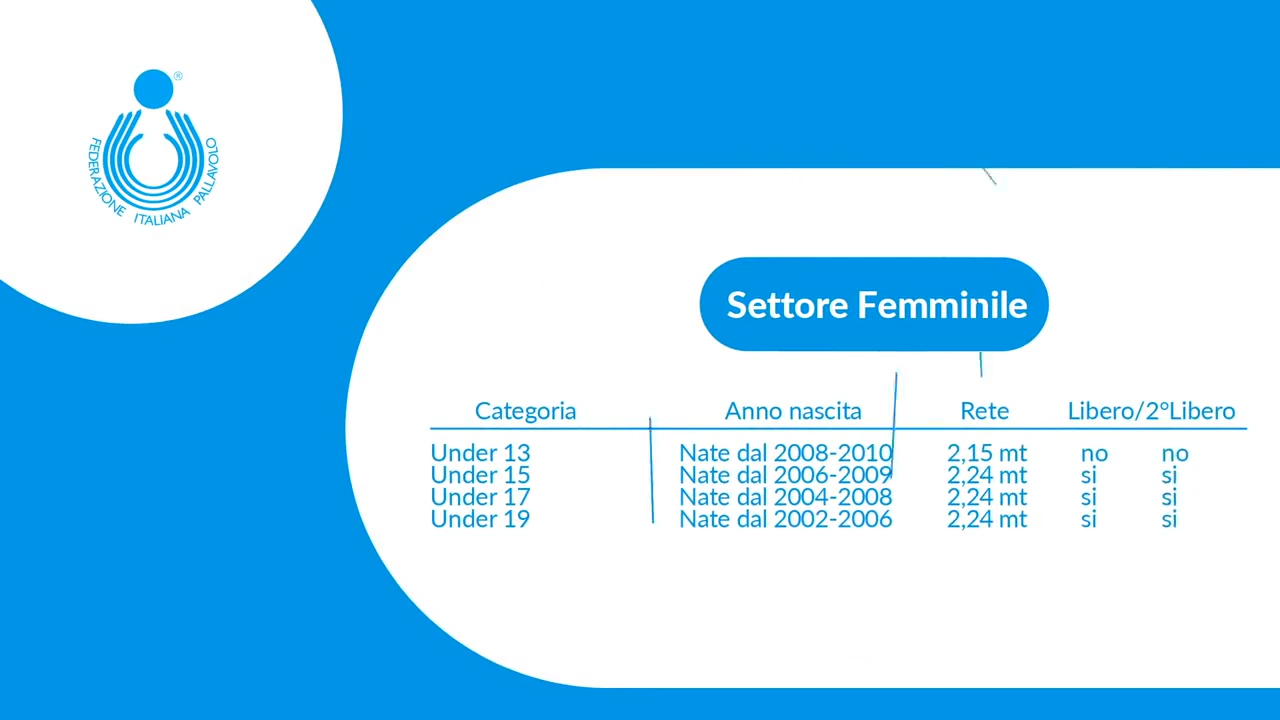 ®
FEDERAZIONE ITALIANA PALLAVOLO
Settore Femminile
Categoria Anno nascita Rete Libero/2°Libero
Under 13 Nate dal 2008-2010 2,15 mt no no
Under 15 Nate dal 2006-2009 2,24 mt si si
Under 17 Nate dal 2004-2008 2,24 mt si si
Under 19 Nate dal 2002-2006 2,24 mt si si